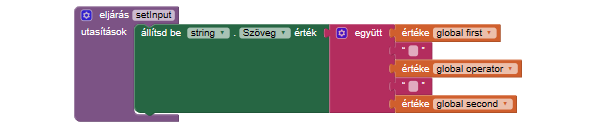 eljárás setInput
utasítások állítsd be string . Szöveg érték együtt értéke global first
" "
értéke global operator
" "
értéke global second